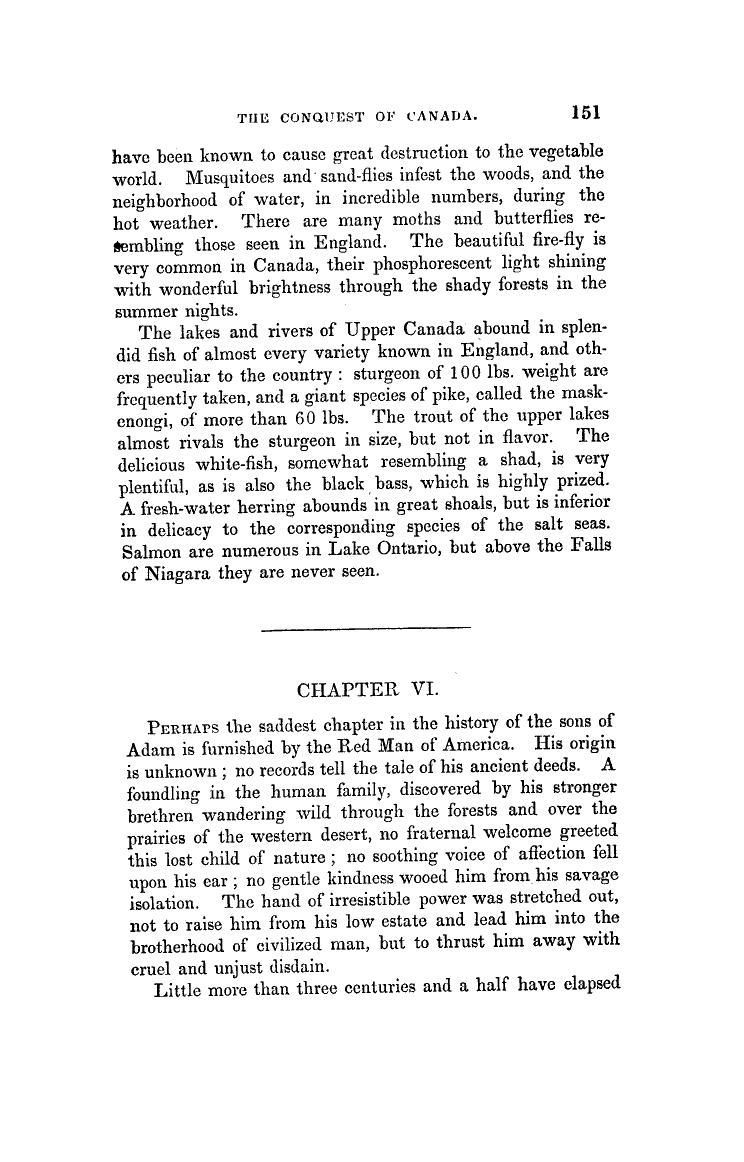 THE CONQUEST OF CANADA. 151
have been known to cause great destruction to the vegetable
world. Musquitoes and sand-flies infest the woods, and the
neighborhood of water, in incredible numbers, during the
hot weather. There are many moths and butterflies re-
sembling those seen in England. The beautiful fire-fly is
very common in Canada, their phosphorescent light shining
with wonderful brightness through the shady forests in the
summer nights.
The lakes and rivers of Upper Canada abound in splen-
did fish of almost every variety known in England, and oth-
ers peculiar to the country : sturgeon of 100 lbs. weight are
frequently taken, and a giant species of pike, called the mask-
enongi, of more than 60 lbs. The trout of the upper lakes
almost rivals the sturgeon in size, but not in flavor. The
delicious white-fish, somewhat resembling a shad, is very
plentiful, as is also the black bass, which is highly prized.
A fresh-water herring abounds in great shoals, but is inferior
in delicacy to the corresponding species of the salt seas.
Salmon are numerous in Lake Ontario, but above the Falls
of Niagara they are never seen.
CHAPTER VI.
PERHAPS the saddest chapter in the history of the sons of
Adam is furnished by the Red Man of America. His origin
is unknown ; no records tell the tale of his ancient deeds. A
foundling in the human family, discovered by his stronger
brethren wandering wild through the forests and over the
prairies of the western desert, no fraternal welcome greeted
this lost child of nature ; no soothing voice of affection fell
upon his ear ; no gentle kindness wooed him from his savage
isolation. The hand of irresistible power was stretched out,
not to raise him from his low estate and lead him into the
brotherhood of civilized man, but to thrust him away with
cruel and unjust disdain.
Little more than three centuries and a half have elapsed